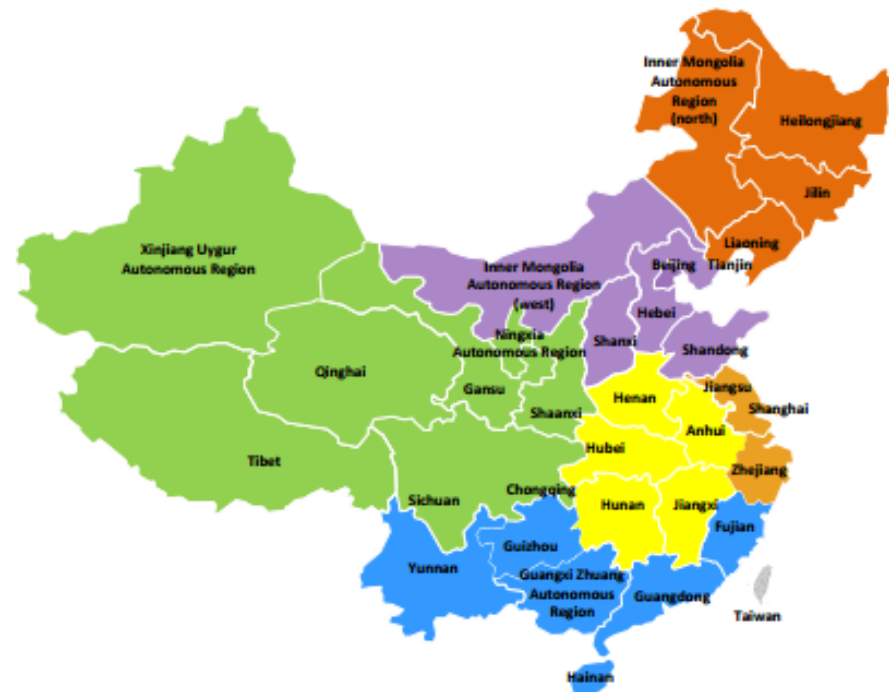 Inner Mongolia
Autonomous
Region
(north)
Heilongjiang
Jilin
Liaoning
Xinjiang Uygur
Autonomous Region
Inner Mongolia
Autonomous Region
(west)
Beijing
Tianjin
Hebei
Ningxia
Autonomous Region
Shanxi
Shandong
Qinghai
Gansu
Shaanxi
Henan
Jiangsu
Shanghai
Anhui
Hubei
Zhejiang
Tibet
Sichuan
Chongqing
Hunan
Jiangxi
Fujian
Guizhou
Yunnan
Guangxi Zhuang
Autonomous
Region
Guangdong
Taiwan
Hainan